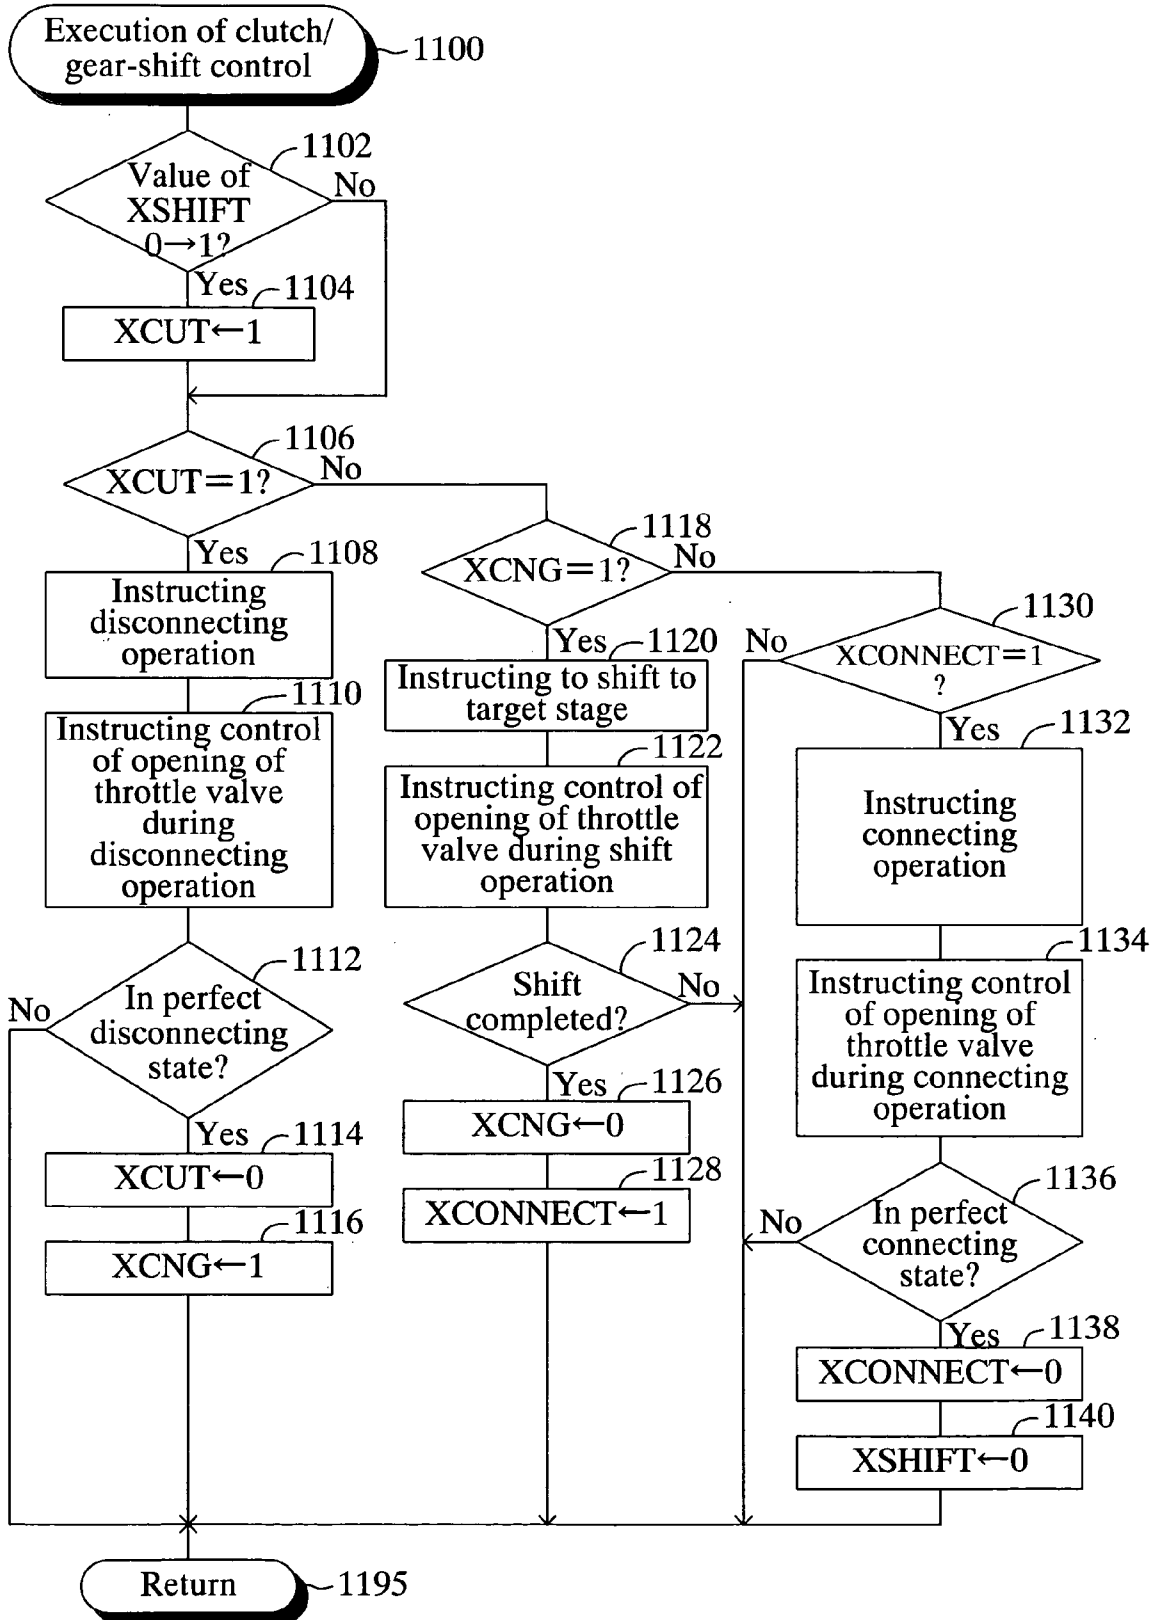 Execution of clutch/
gear-shift control
1100
1102
Value of
XSHIFT
0→1?
No
Yes
1104
XCUT←1
1106
XCUT=1?
No
Yes
1108
Instructing
disconnecting
operation
1110
Instructing control
of opening of
throttle valve
during
disconnecting
operation
1112
No
In perfect
disconnecting
state?
Yes
1114
XCUT←0
1116
XCNG←1
1118
XCNG=1?
No
Yes
1120
Instructing to shift to
target stage
1122
Instructing control of
opening of throttle
valve during shift
operation
1124
Shift
completed?
No
Yes
1126
XCNG←0
1128
XCONNECT←1
1130
No
XCONNECT=1
?
Yes
1132
Instructing
connecting
operation
1134
Instructing control
of opening of
throttle valve
during connecting
operation
1136
No
In perfect
connecting
state?
Yes
1138
XCONNECT←0
1140
XSHIFT←0
Return
1195